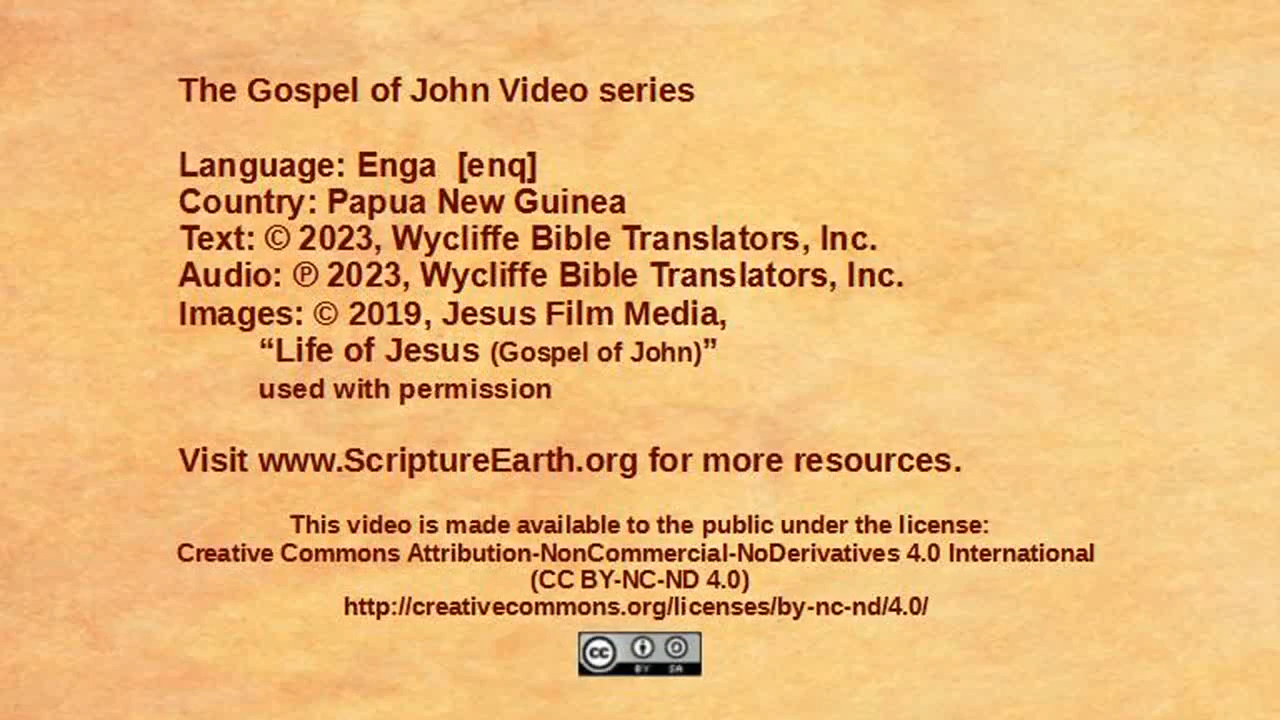 The Gospel of John Video series
Language: Enga [enq]
Country: Papua New Guinea
Text: © 2023, Wycliffe Bible Translators, Inc.
Audio: ℗ 2023, Wycliffe Bible Translators, Inc.
Images: © 2019, Jesus Film Media,
“Life of Jesus (Gospel of John)”
used with permission
Visit www.ScriptureEarth.org for more resources.
This video is made available to the public under the license:
Creative Commons Attribution-NonCommercial-NoDerivatives 4.0 International
(CC BY-NC-ND 4.0)
http://creativecommons.org/licenses/by-nc-nd/4.0/
cc BY SA